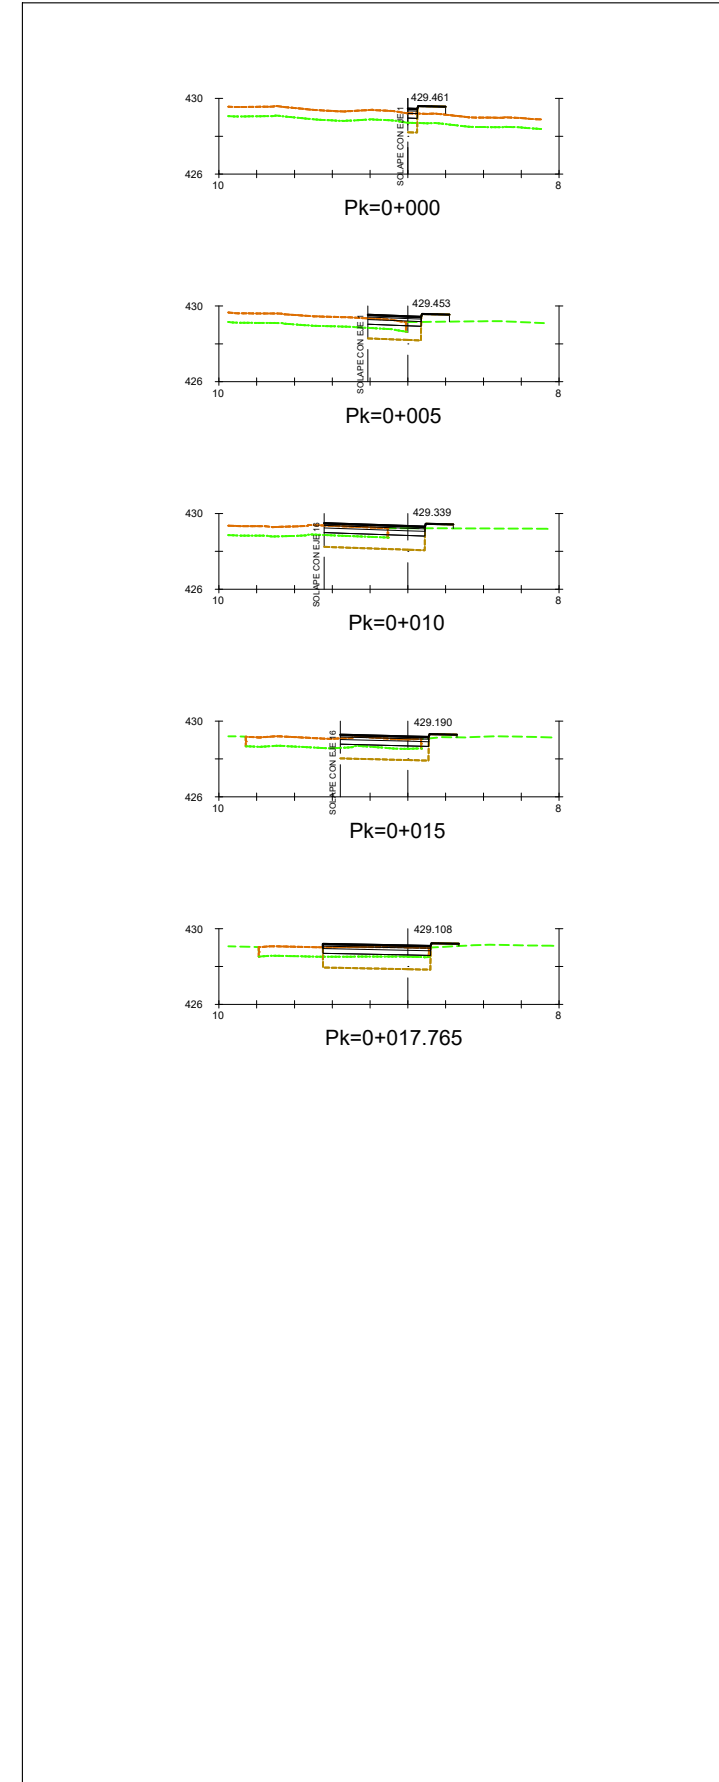 430
429.461
SOLAPE CON EJE 1
426
10
8
Pk=0+000
430
429.453
SOLAPE CON EJE 1
426
10
8
Pk=0+005
430
429.339
SOLAPE CON EJE 16
426
10
8
Pk=0+010
430
429.190
SOLAPE CON EJE 16
426
10
8
Pk=0+015
430
429.108
426
10
8
Pk=0+017.765